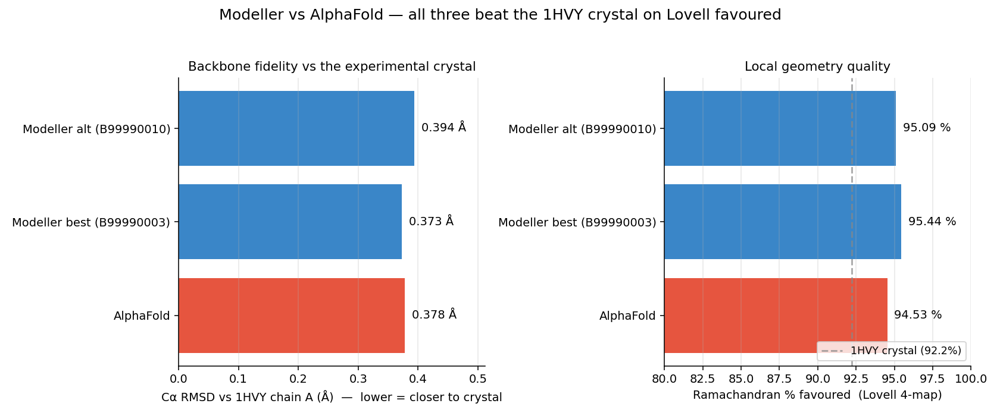 Modeller vs AlphaFold — all three beat the 1HVY crystal on Lovell favoured
Backbone fidelity vs the experimental crystal
Modeller alt (B99990010)
0.394 Å
Modeller best (B99990003)
0.373 Å
AlphaFold
0.378 Å
0.0 0.1 0.2 0.3 0.4 0.5
Cα RMSD vs 1HVY chain A (Å) — lower = closer to crystal
Local geometry quality
Modeller alt (B99990010)
95.09 %
Modeller best (B99990003)
95.44 %
AlphaFold
94.53 %
1HVY crystal (92.2%)
80.0 82.5 85.0 87.5 90.0 92.5 95.0 97.5 100.0
Ramachandran % favoured (Lovell 4-map)